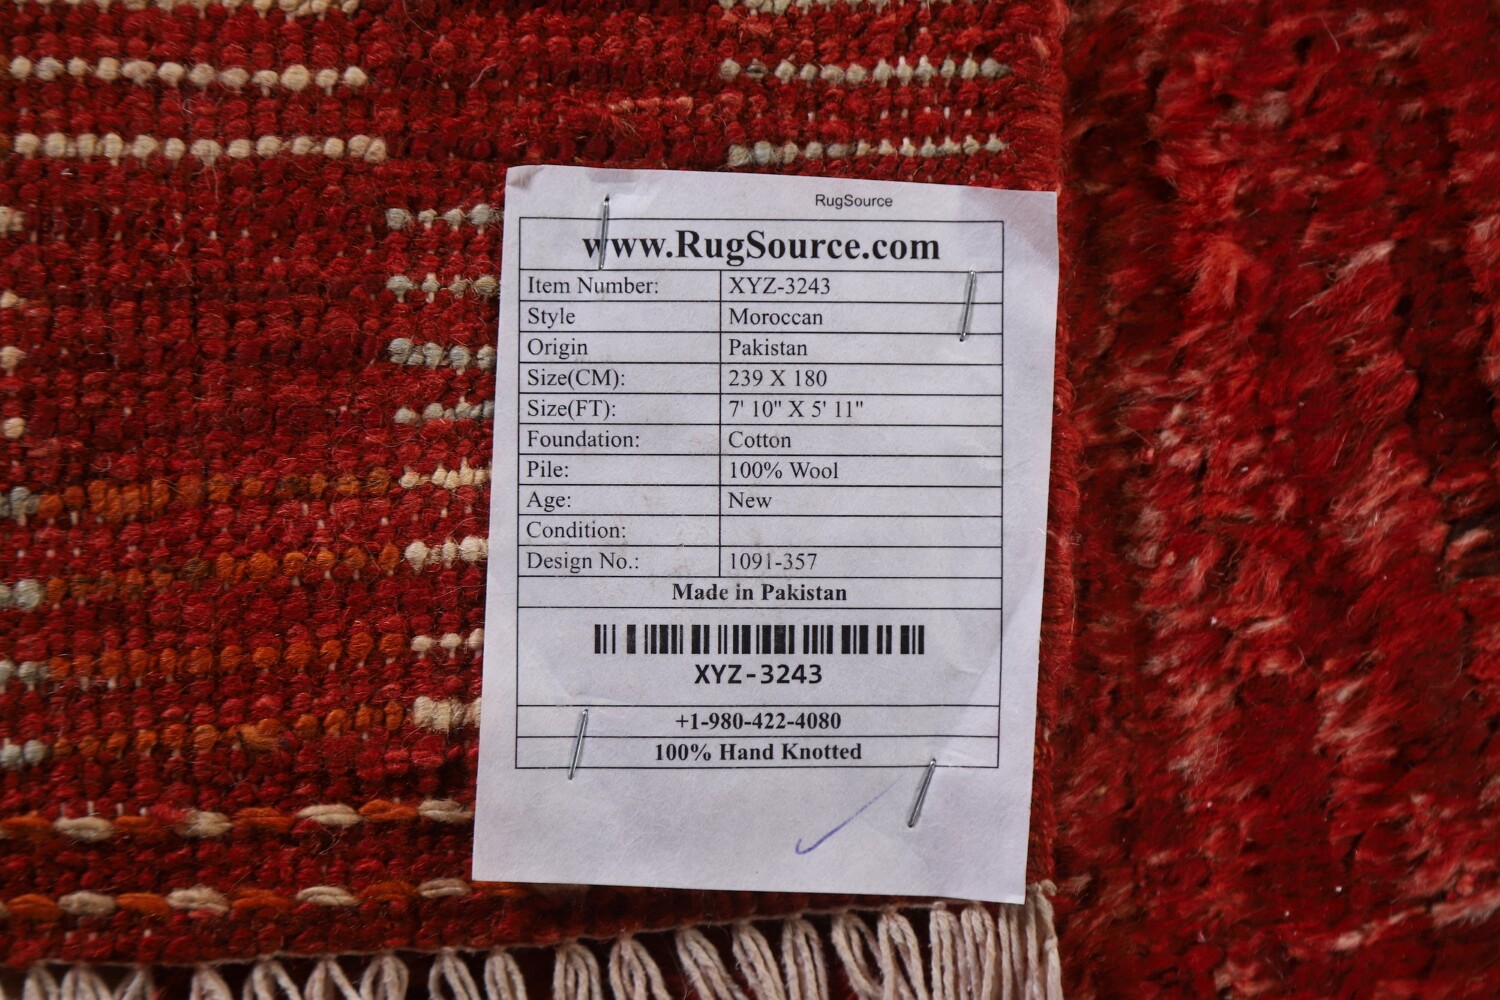 RugSource
www.RugSource.com
Item Number: XYZ-3243
Style Moroccan
Origin Pakistan
Size(CM): 239 X 180
Size(FT): 7' 10" X 5' 11"
Foundation: Cotton
Pile: 100% Wool
Age: New
Condition:
Design No.: 1091-357
Made in Pakistan
XYZ-3243
+1-980-422-4080
100% Hand Knotted